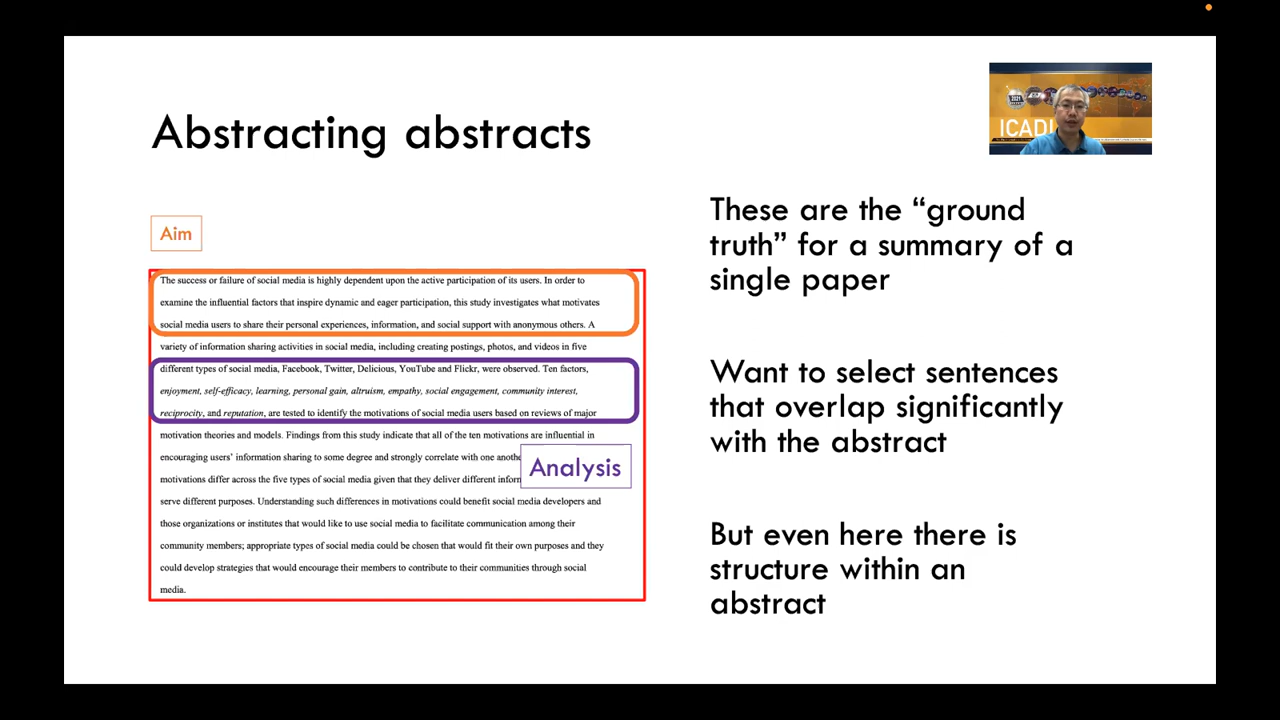 Abstracting abstracts
ICADL
Aim
The success or failure of social media is highly dependent upon the active participation of its users. In order to
examine the influential factors that inspire dynamic and eager participation, this study investigates what motivates
social media users to share their personal experiences, information, and social support with anonymous others. A
variety of information sharing activities in social media, including creating postings, photos, and videos in five
different types of social media, Facebook, Twitter, Delicious, YouTube and Flickr, were observed. Ten factors,
enjoyment, self-efficacy, learning, personal gain, altruism, empathy, social engagement, community interest,
reciprocity, and reputation, are tested to identify the motivations of social media users based on reviews of major
motivation theories and models. Findings from this study indicate that all of the ten motivations are influential in
encouraging users' information sharing to some degree and strongly correlate with one
motivations differ across the five types of social media given that they deliver different
serve different purposes. Understanding such differences in motivations could benefit social media developers and
those organizations or institutes that would like to use social media to facilitate communication among their
community members; appropriate types of social media could be chosen that would fit their own purposes and they
could develop strategies that would encourage their members to contribute to their communities through social
media.
Analysis
These are the “ground
truth” for a summary of a
single paper
Want to select sentences
that overlap significantly
with the abstract
But even here there is
structure within an
abstract